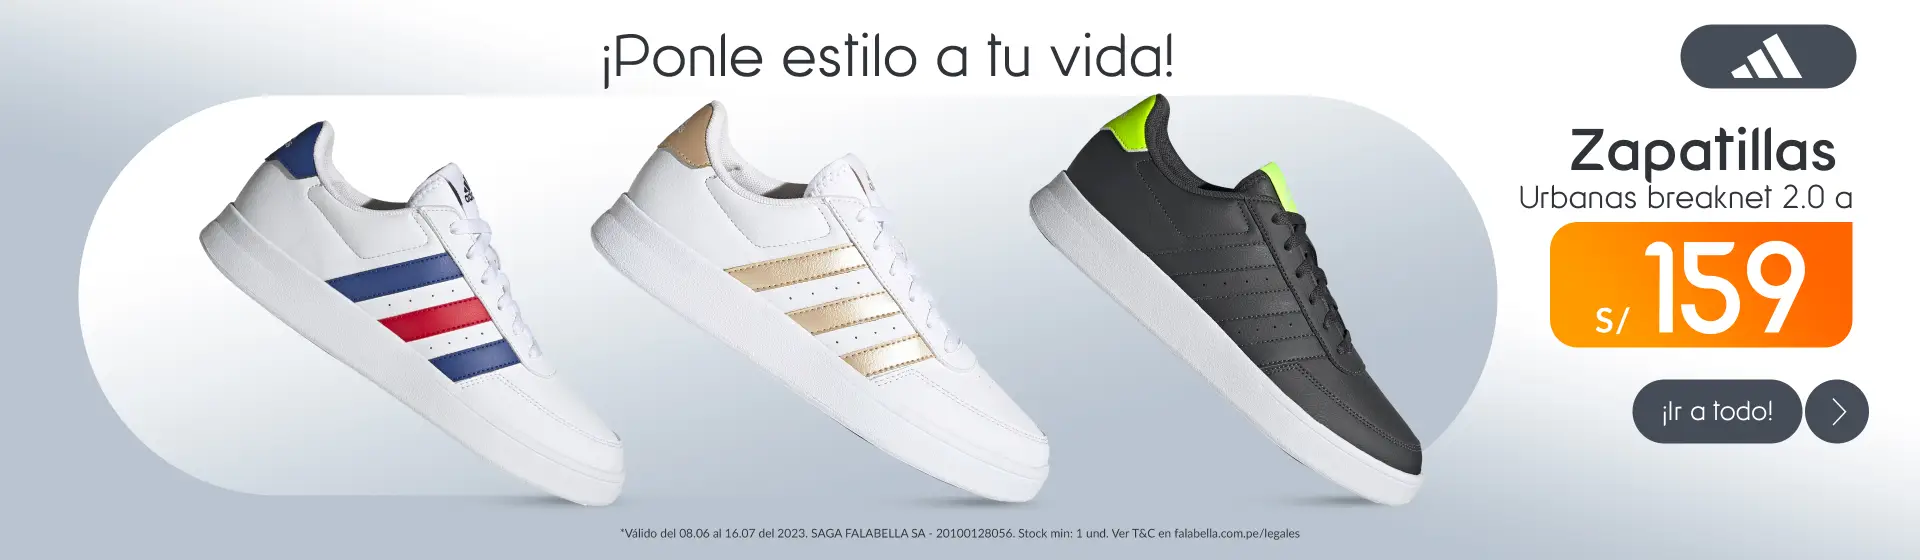 ¡Ponle estilo a tu vida!
Zapatillas
Urbanas breaknet 2.0 a
S/ 159
¡Ir a todo!
*Válido del 08.06 al 16.07 del 2023. SAGA FALABELLA SA - 20100128056. Stock min: 1 und. Ver T&C en falabella.com.pe/legales